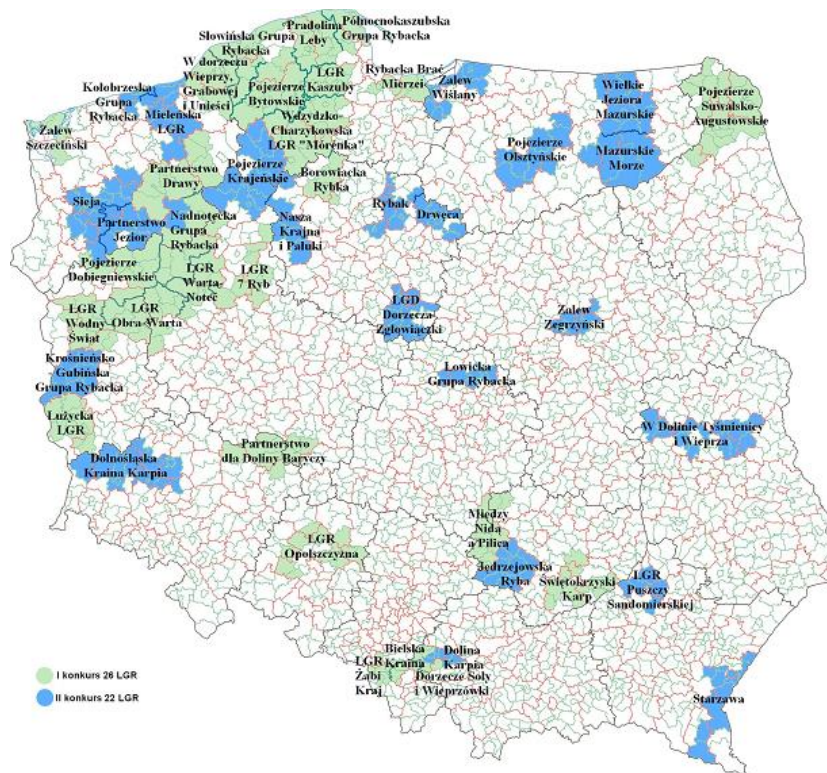 Słowińska Grupa
Rybacka
Pradolina
Łeby
Północnokaszubska
Grupa Rybacka
W dorzeczu
Wieprzy,
Grabowej
i Unieści
Pojezierze
Bytowskie
LGR
Kaszuby
Rybacka Brać
Mierzei
Zalew
Wiślany
Wielkie
Jeziora
Mazurskie
Pojezierze
Suwalsko-
Augustowskie
Kołobrzeska
Grupa
Rybacka
Mieleńska
LGR
Wdzydzko-
Charzykowska
LGR "Mòrénka"
Zalew
Szczeciński
Pojezierze
Olsztyńskie
Mazurskie
Morze
Partnerstwo
Drawy
Pojezierze
Krajeńskie
Borowiacka
Rybka
Sieja
Partnerstwo
Jezior
Nadnotecka
Grupa
Rybacka
Nasza
Krajna
i Pałuki
Rybak
Drwęca
Pojezierze
Dobiegniewskie
LGR
Warta-
Noteć
LGR
7 Ryb
LGR
Wodny
Świat
LGR
Obra-Warta
LGD
Dorzecza
Zgłowiączki
Zalew
Zegrzyński
Krośnieńsko
Gubińska
Grupa Rybacka
Łowicka
Grupa Rybacka
Łużycka
LGR
W Dolinie Tyśmienicy
i Wieprza
Dolnośląska
Kraina Karpia
Partnerstwo
dla Doliny Baryczy
LGR
Opolszczyzna
Między
Nidą
a Pilicą
Jędrzejowska
Ryba
Świętokrzyski
Karp
LGR
Puszczy
Sandomierskiej
LGR
Żabi
Kraj
Bielska
Kraina
Dolina
Karpia
Dorzecze Soły
i Wieprzówki
Starzawa
I konkurs 26 LGR
II konkurs 22 LGR